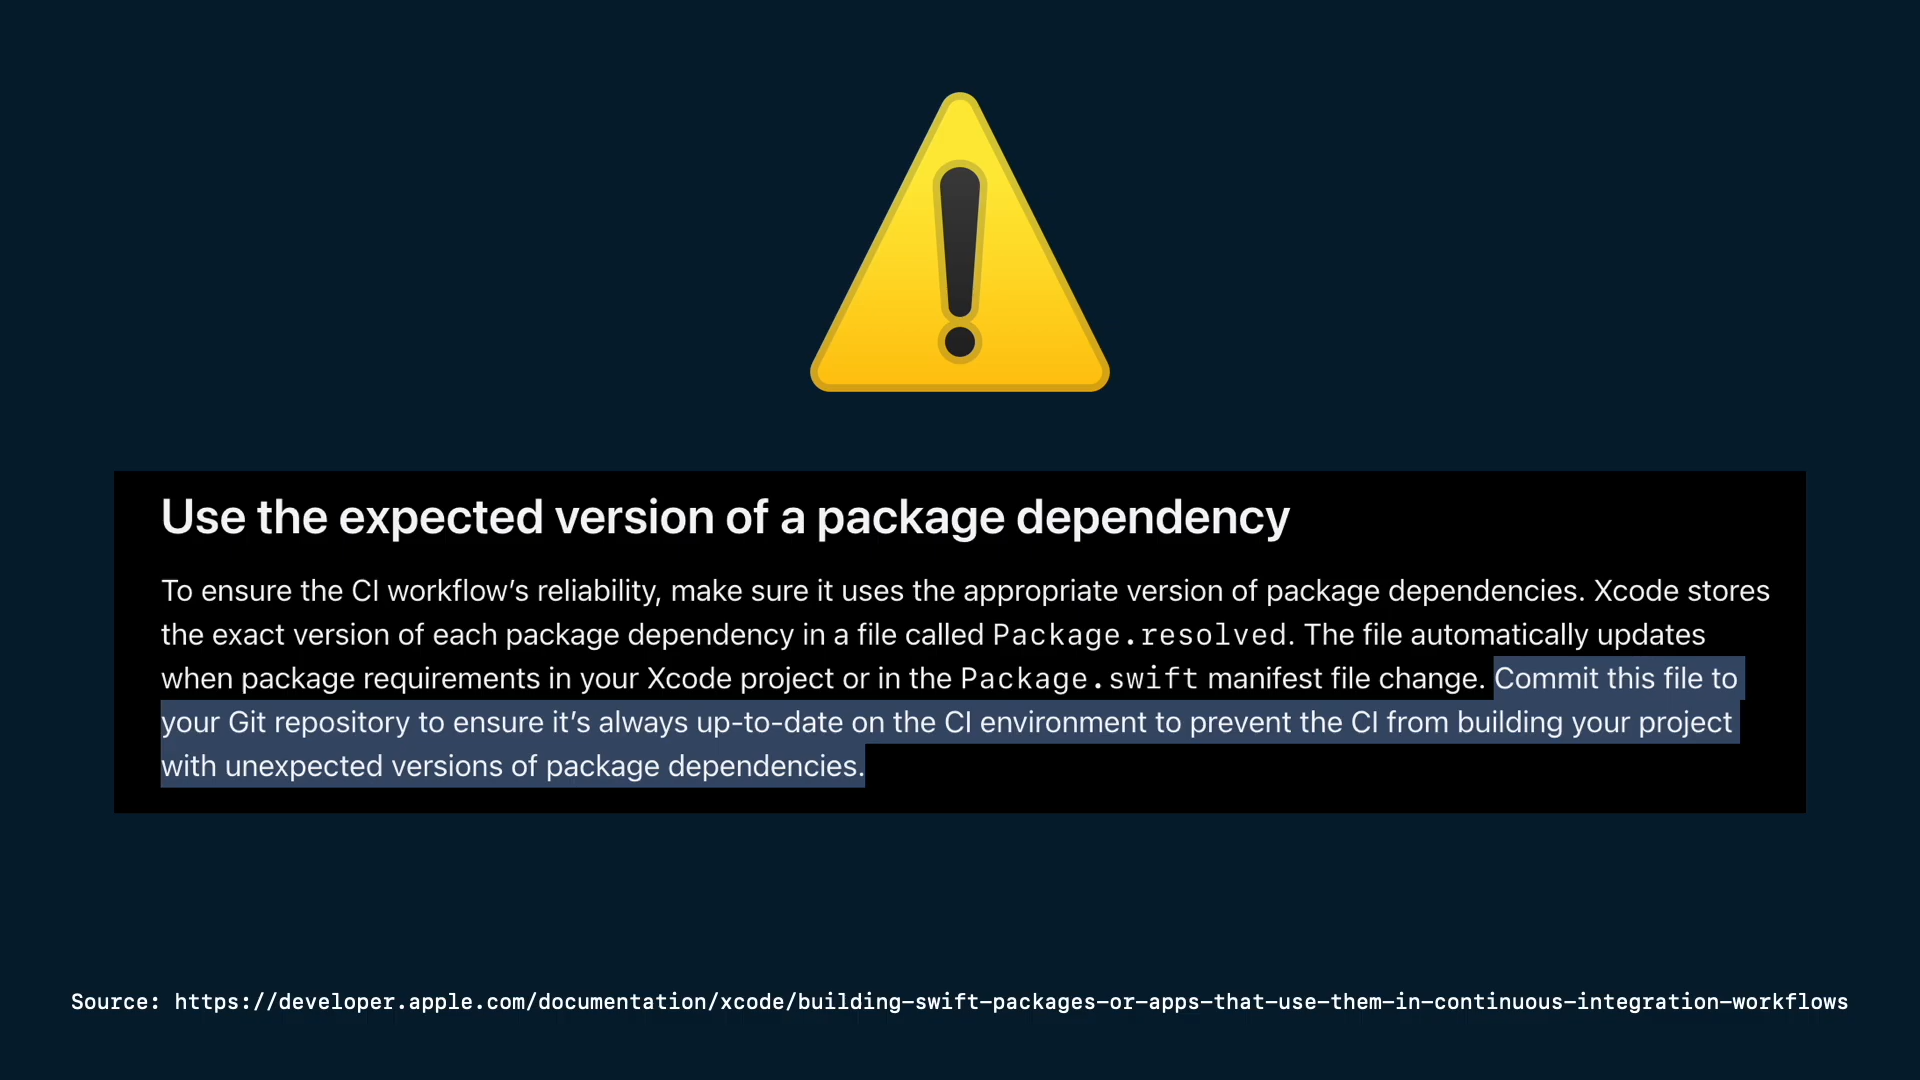 Use the expected version of a package dependency
To ensure the CI workflow’s reliability, make sure it uses the appropriate version of package dependencies. Xcode stores
the exact version of each package dependency in a file called Package.resolved. The file automatically updates
when package requirements in your Xcode project or in the Package.swift manifest file change. Commit this file to
your Git repository to ensure it’s always up-to-date on the CI environment to prevent the CI from building your project
with unexpected versions of package dependencies.
Source: https://developer.apple.com/documentation/xcode/building-swift-packages-or-apps-that-use-them-in-continuous-integration-workflows